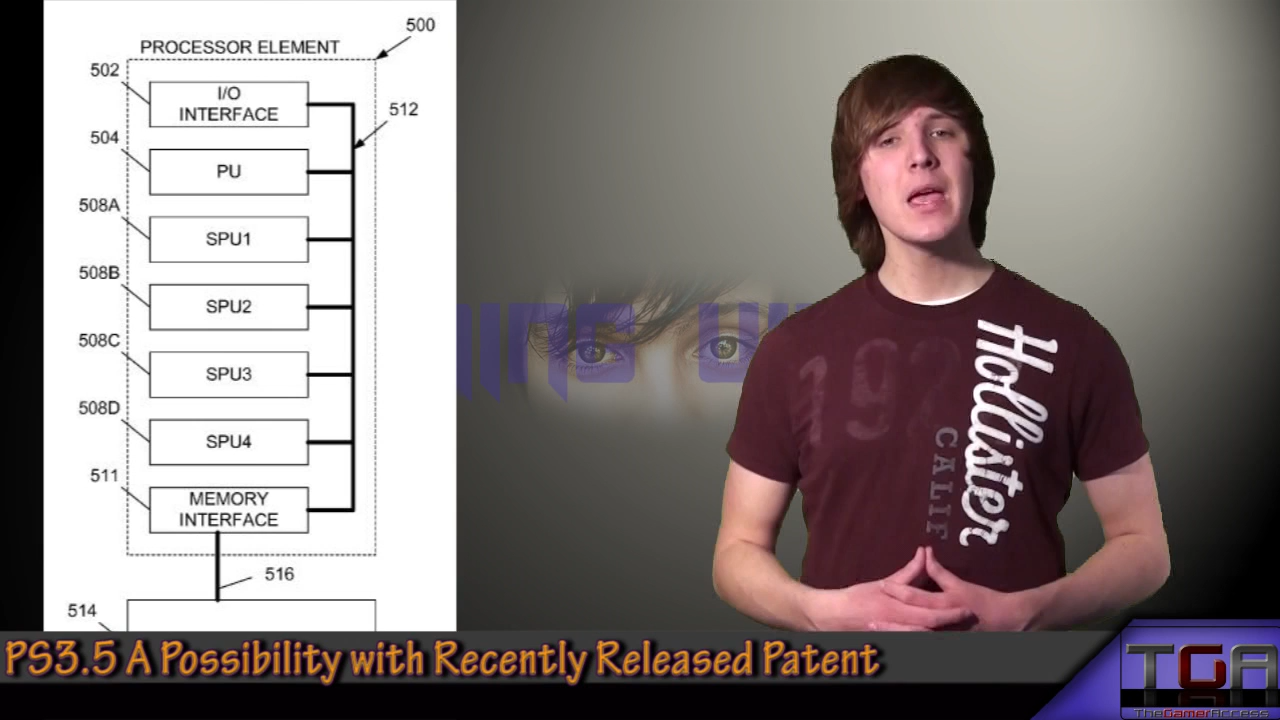 500
PROCESSOR ELEMENT
502
I/O
INTERFACE
512
504
PU
508A
SPU1
508B
SPU2
508C
SPU3
508D
SPU4
511
MEMORY
INTERFACE
516
514
Hollister
CALIF
PS3.5 A Possibility with Recently Released Patent
TGA
TheGamerAccess